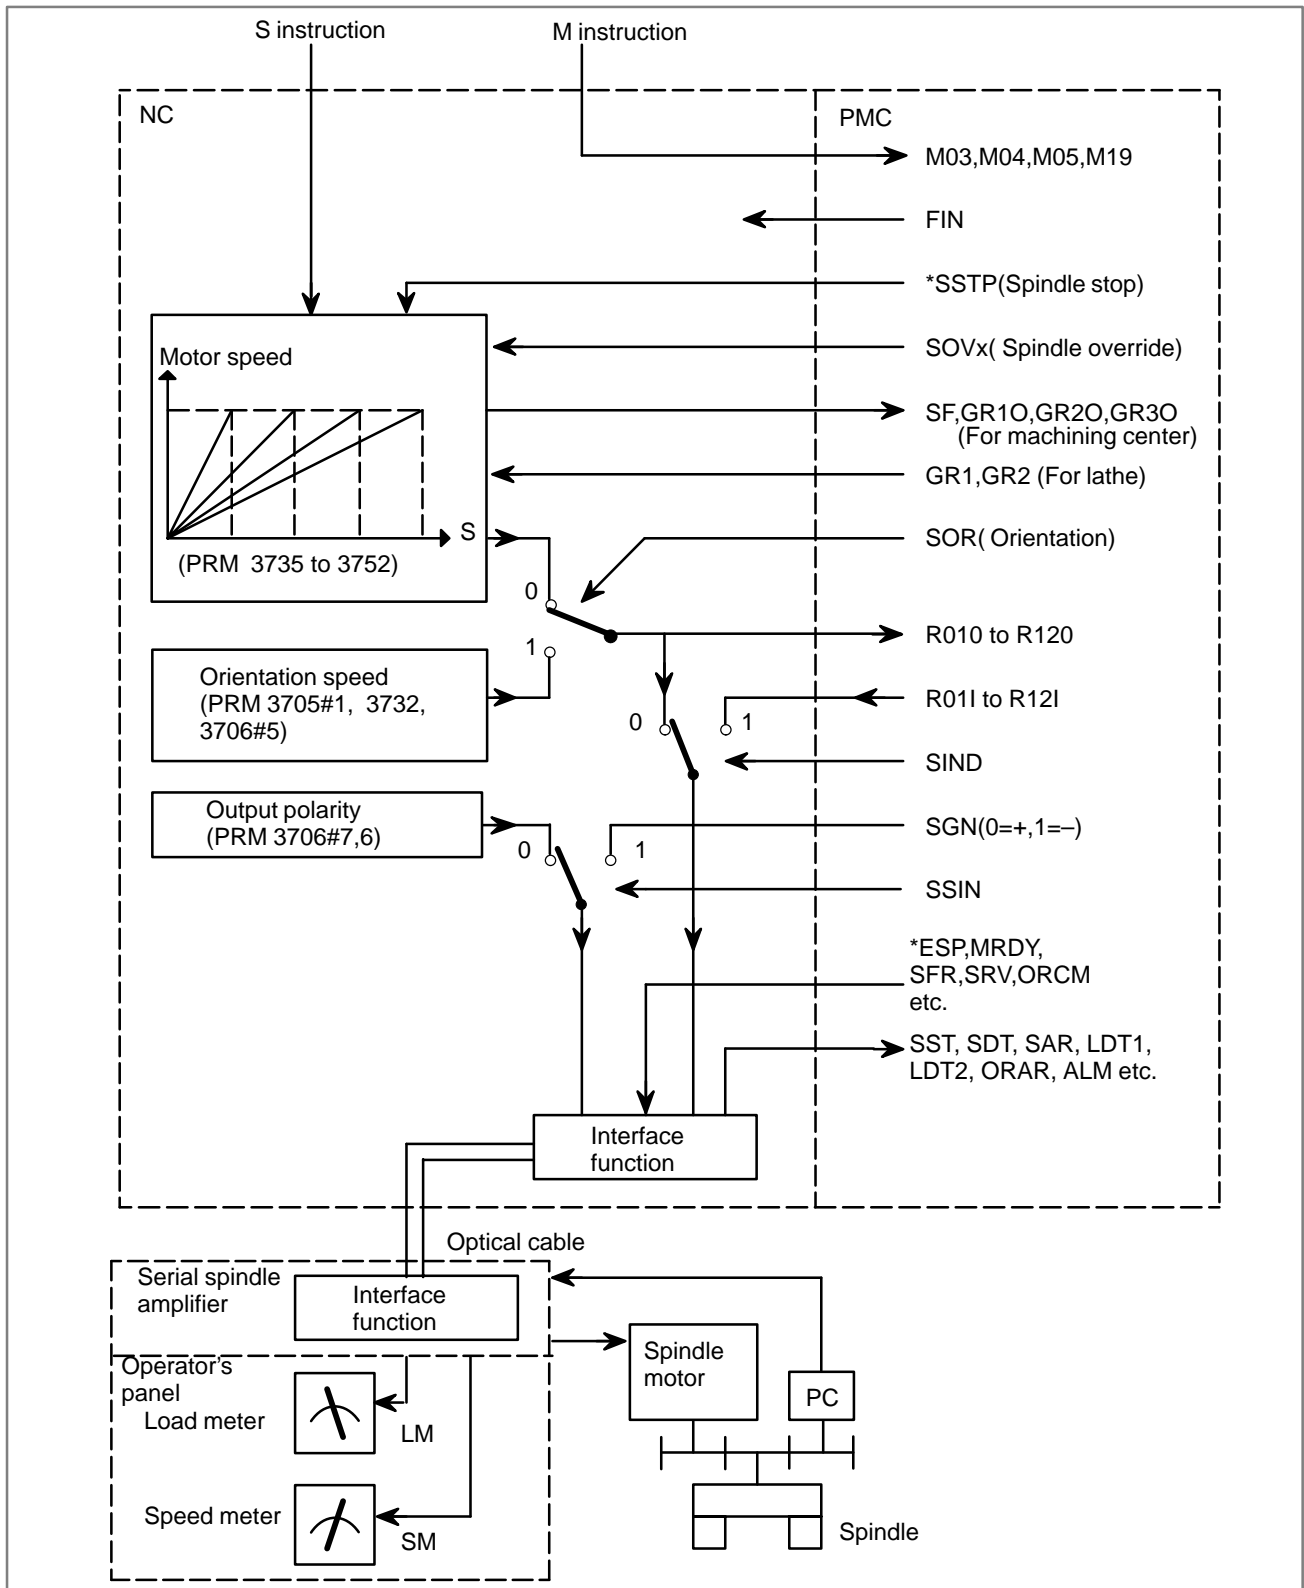 S instruction
M instruction
NC
PMC
M03,M04,M05,M19
FIN
*SSTP(Spindle stop)
Motor speed
SOVx( Spindle override)
SF,GR1O,GR2O,GR3O
(For machining center)
GR1,GR2 (For lathe)
S
(PRM 3735 to 3752)
SOR( Orientation)
0
1
R010 to R120
Orientation speed
(PRM 3705#1, 3732,
3706#5)
R01I to R12I
0
1
SIND
Output polarity
(PRM 3706#7,6)
SGN(0=+,1=–)
0
1
SSIN
*ESP,MRDY,
SFR,SRV,ORCM
etc.
SST, SDT, SAR, LDT1,
LDT2, ORAR, ALM etc.
Interface
function
Optical cable
Serial spindle
amplifier
Interface
function
Operator's
panel
Load meter
LM
Spindle
motor
PC
Speed meter
SM
Spindle